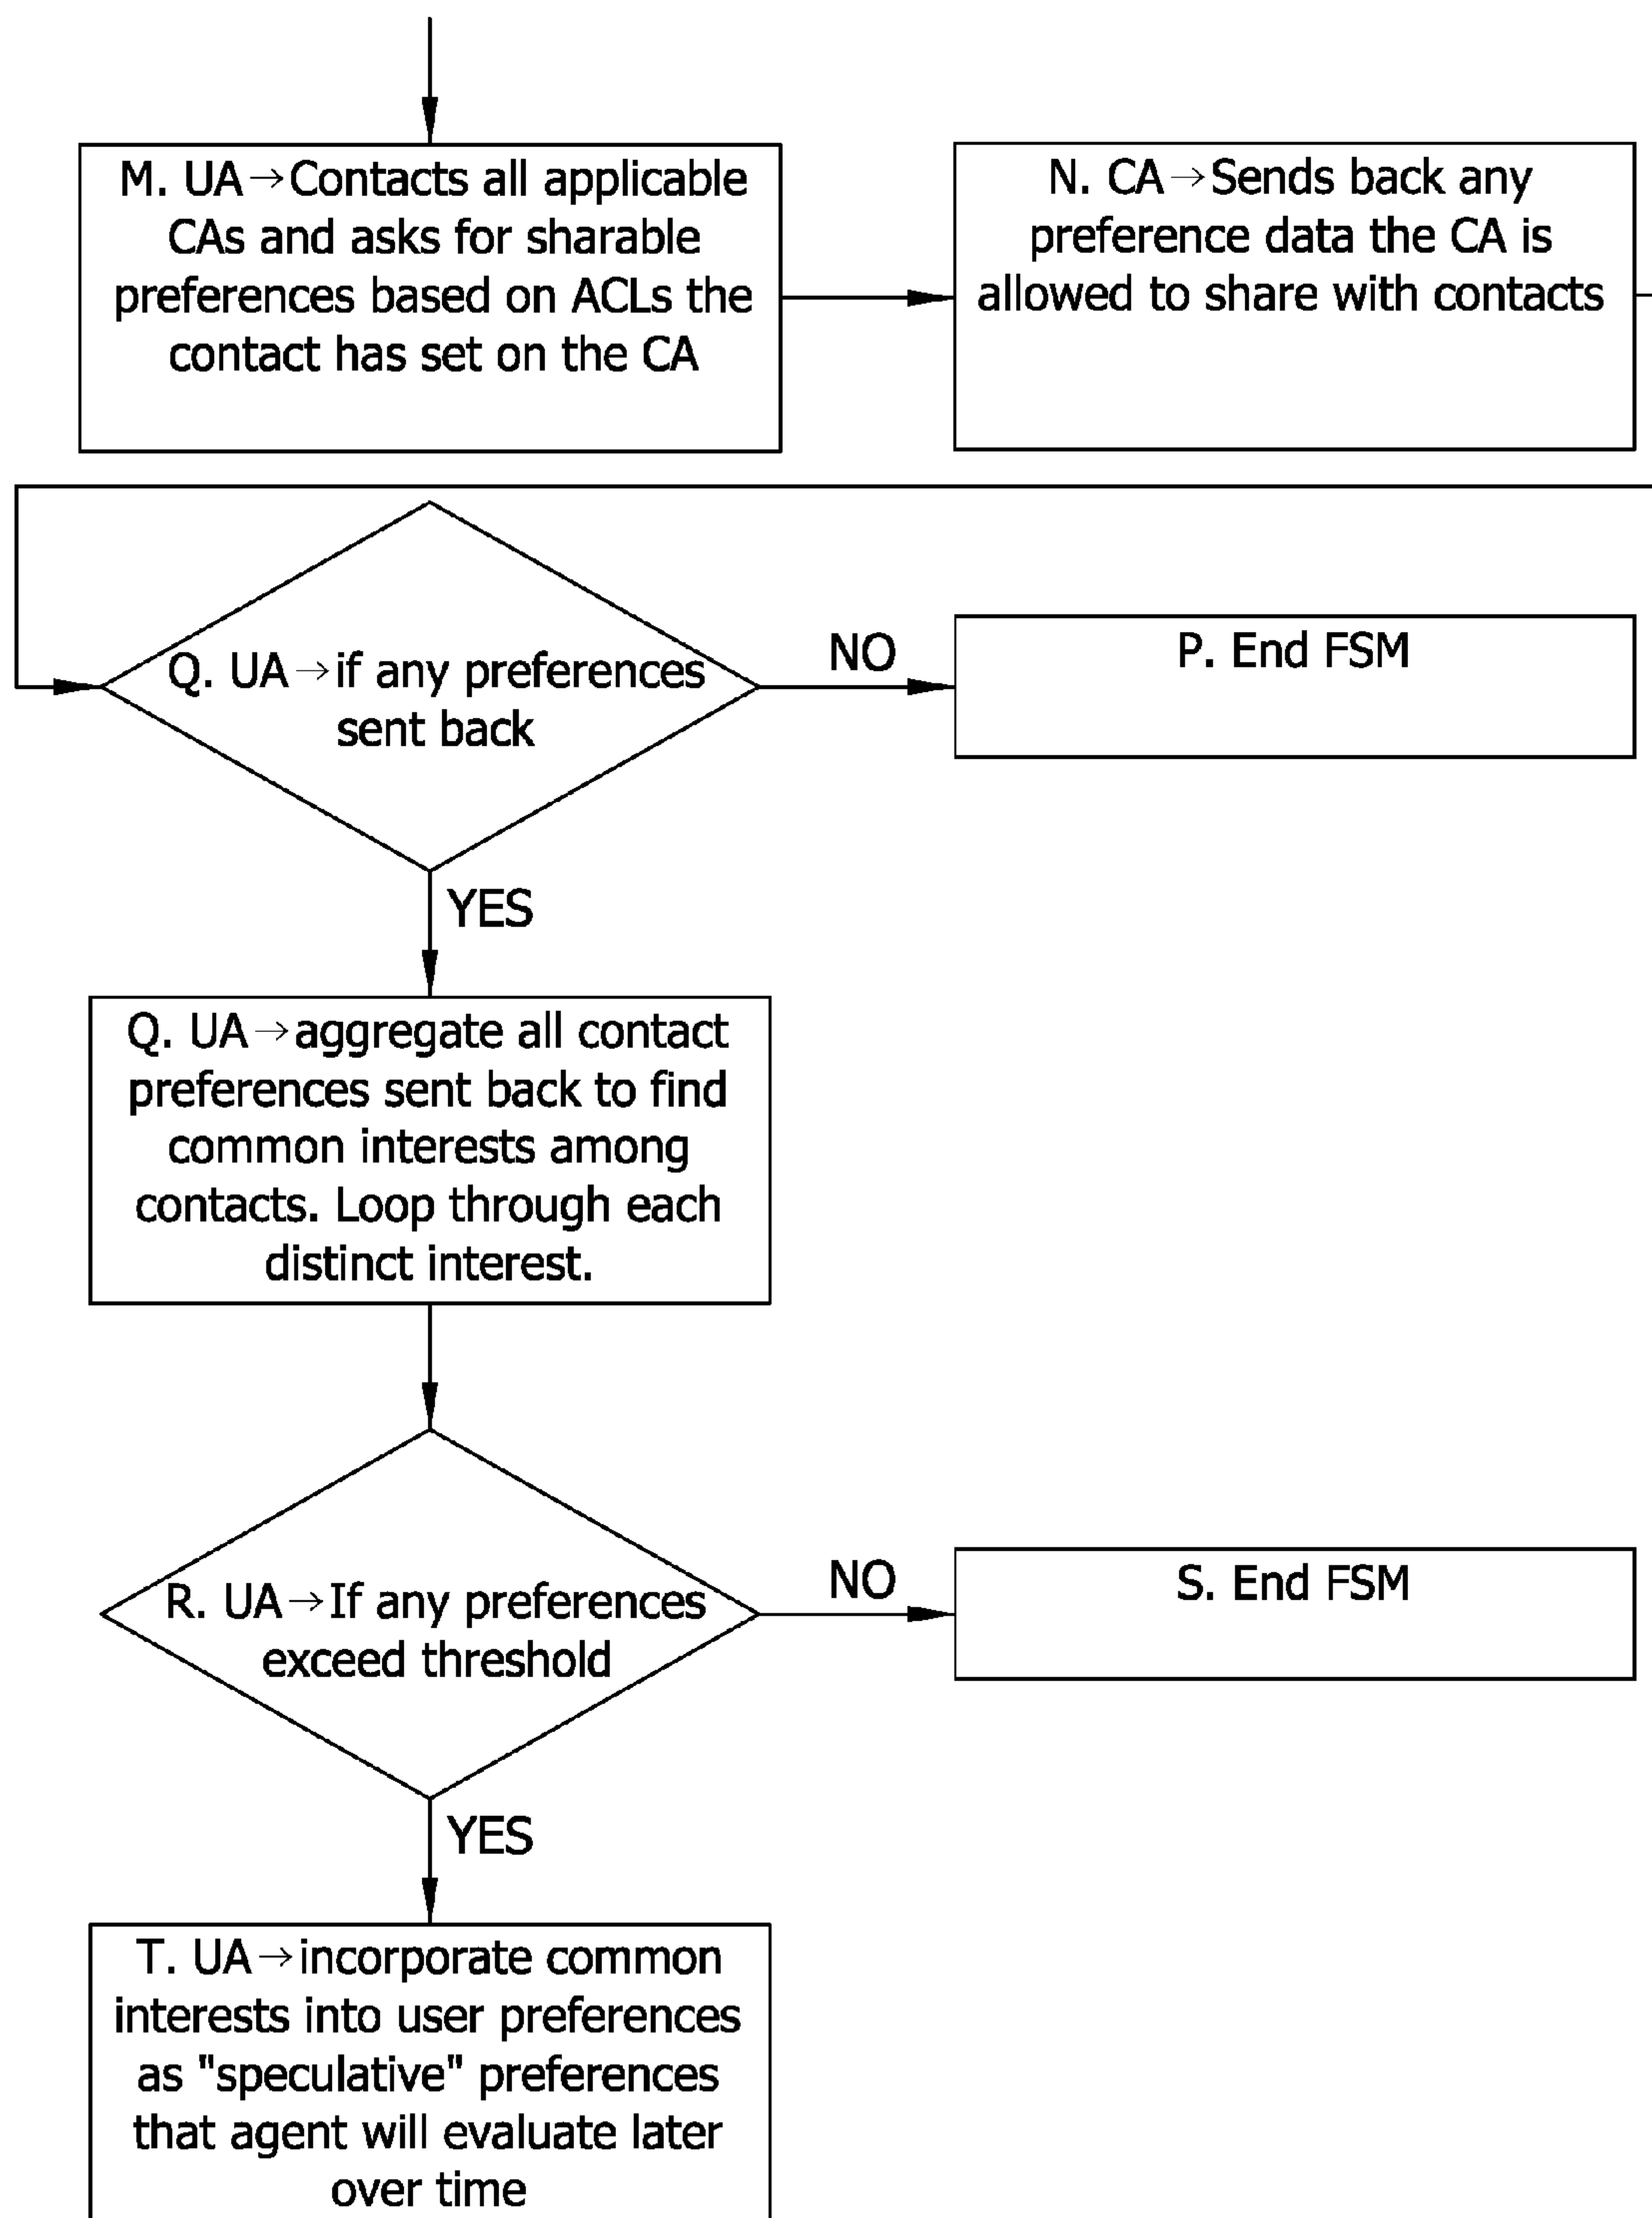 M. UA→Contacts all applicable
CAs and asks for sharable
preferences based on ACLs the
contact has set on the CA
N. CA→Sends back any
preference data the CA is
allowed to share with contacts
Q. UA→if any preferences
sent back
NO
P. End FSM
YES
Q. UA→aggregate all contact
preferences sent back to find
common interests among
contacts. Loop through each
distinct interest.
R. UA→If any preferences
exceed threshold
NO
S. End FSM
YES
T. UA→incorporate common
interests into user preferences
as "speculative" preferences
that agent will evaluate later
over time